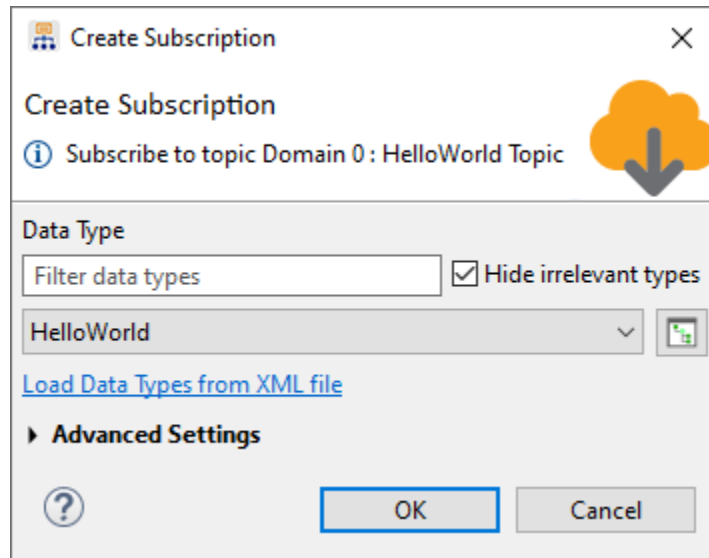 Create Subscription
Create Subscription
Subscribe to topic Domain 0 : HelloWorld Topic
Data Type
Filter data types
Hide irrelevant types
HelloWorld
Load Data Types from XML file
Advanced Settings
?
OK
Cancel